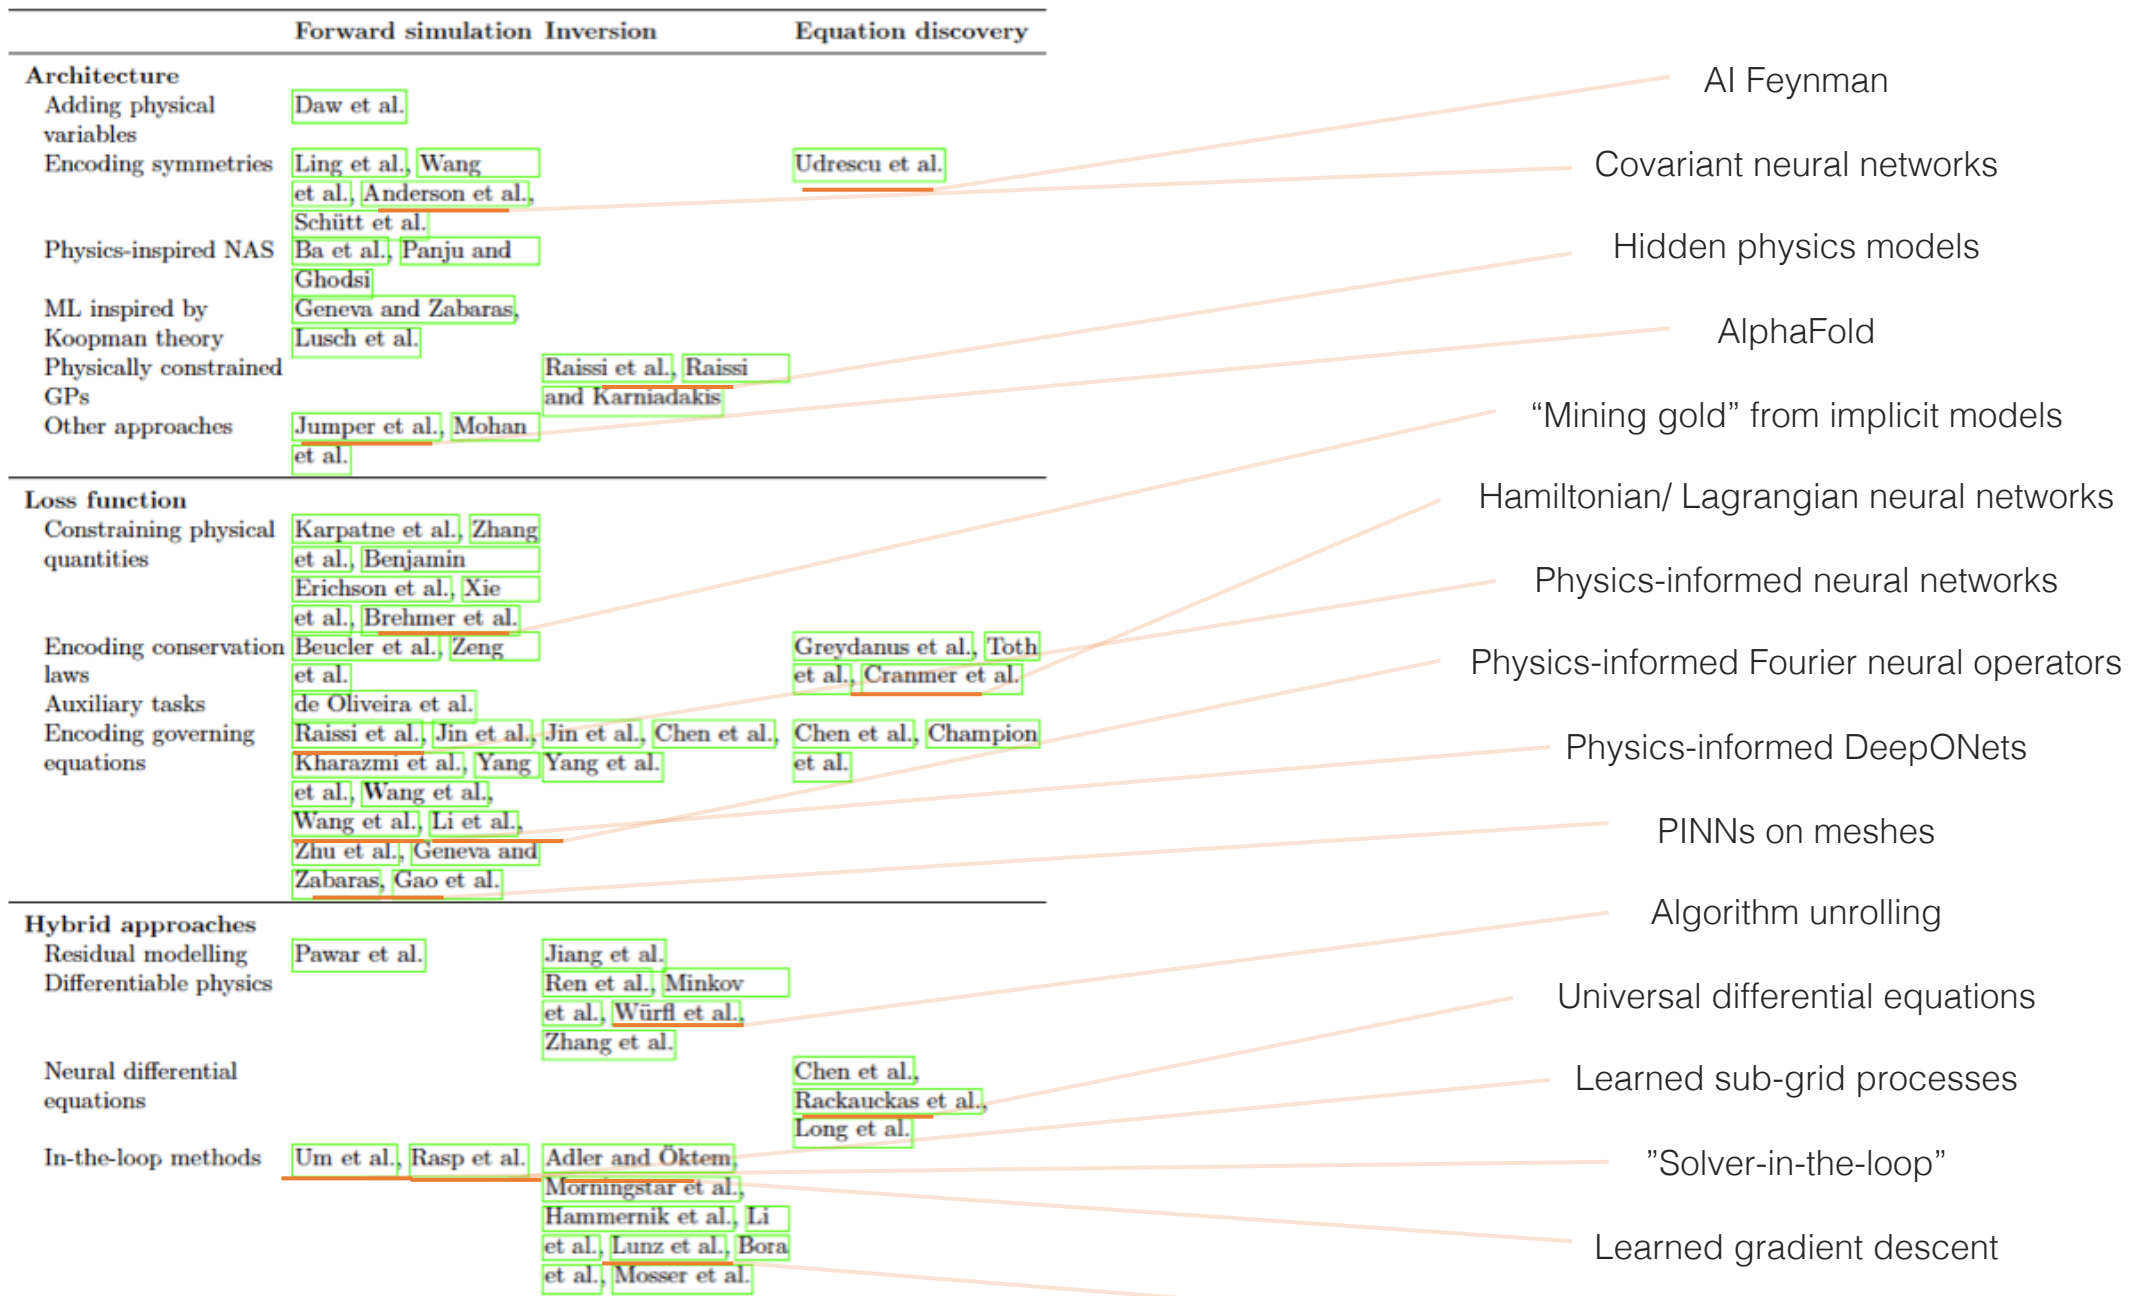 Forward simulation Inversion Equation discovery
Architecture
Adding physical Daw et al.
variables
Encoding symmetries Ling et al., Wang Udrescu et al.
et al., Anderson et al.,
Schütt et al.
Physics-inspired NAS Ba et al., Panju and
Ghodsi
ML inspired by Geneva and Zabaras,
Koopman theory Lusch et al.
Physically constrained Raissi et al., Raissi
GPs and Karniadakis
Other approaches Jumper et al., Mohan
et al.
Loss function
Constraining physical Karpatne et al., Zhang
quantities et al., Benjamin
Erichson et al., Xie
et al., Brehmer et al.
Encoding conservation Beucler et al., Zeng Greydanus et al., Toth
laws et al. et al., Cranmer et al.
Auxiliary tasks de Oliveira et al.
Encoding governing Raissi et al., Jin et al., Jin et al., Chen et al., Chen et al., Champion
equations Kharazmi et al., Yang Yang et al. et al.
et al., Wang et al.,
Wang et al., Li et al.,
Zhu et al., Geneva and
Zabaras, Gao et al.
Hybrid approaches
Residual modelling Pawar et al. Jiang et al.
Differentiable physics Ren et al., Minkov
et al., Würfl et al.,
Zhang et al.
Neural differential Chen et al.,
equations Rackauckas et al.,
Long et al.
In-the-loop methods Um et al., Rasp et al. Adler and Öktem,
Morningstar et al.,
Hammernik et al., Li
et al., Lunz et al., Bora
et al., Mosser et al.
AI Feynman
Covariant neural networks
Hidden physics models
AlphaFold
“Mining gold” from implicit models
Hamiltonian/ Lagrangian neural networks
Physics-informed neural networks
Physics-informed Fourier neural operators
Physics-informed DeepONets
PINNs on meshes
Algorithm unrolling
Universal differential equations
Learned sub-grid processes
”Solver-in-the-loop”
Learned gradient descent